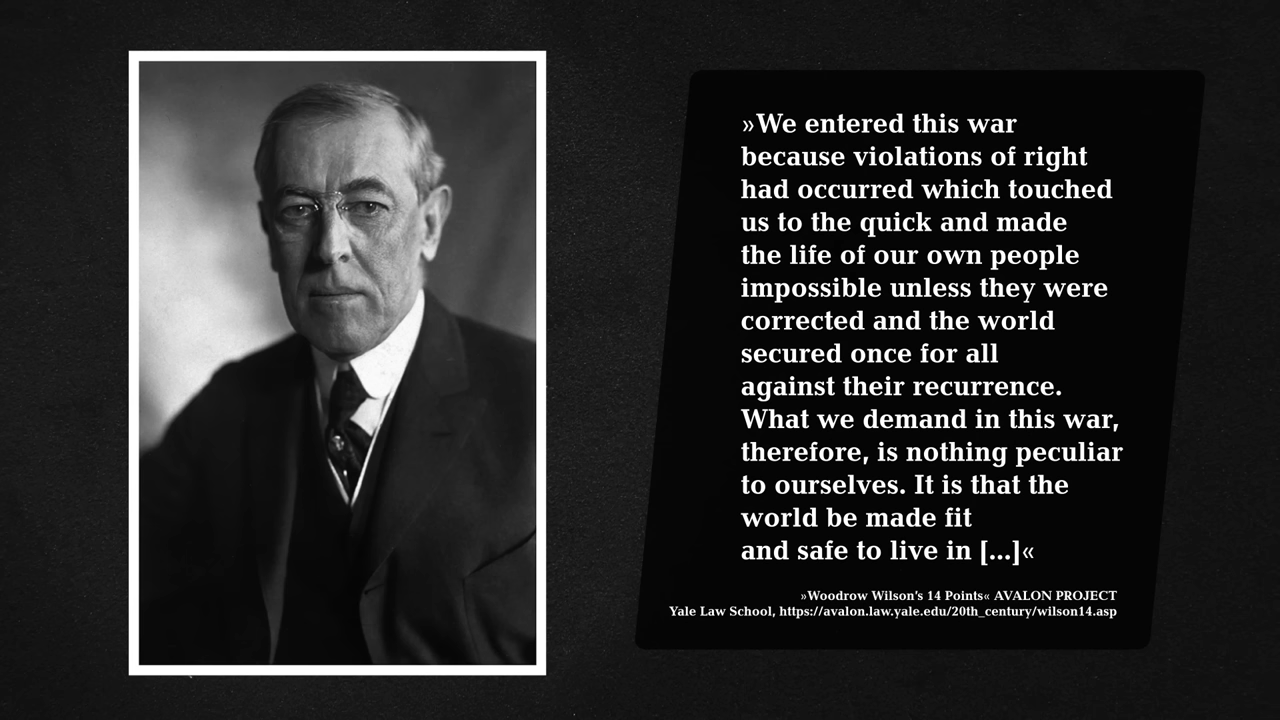 »We entered this war
because violations of right
had occurred which touched
us to the quick and made
the life of our own people
impossible unless they were
corrected and the world
secured once for all
against their recurrence.
What we demand in this war,
therefore, is nothing peculiar
to ourselves. It is that the
world be made fit
and safe to live in [...]«
»Woodrow Wilson's 14 Points« AVALON PROJECT
Yale Law School, https://avalon.law.yale.edu/20th_century/wilson14.asp